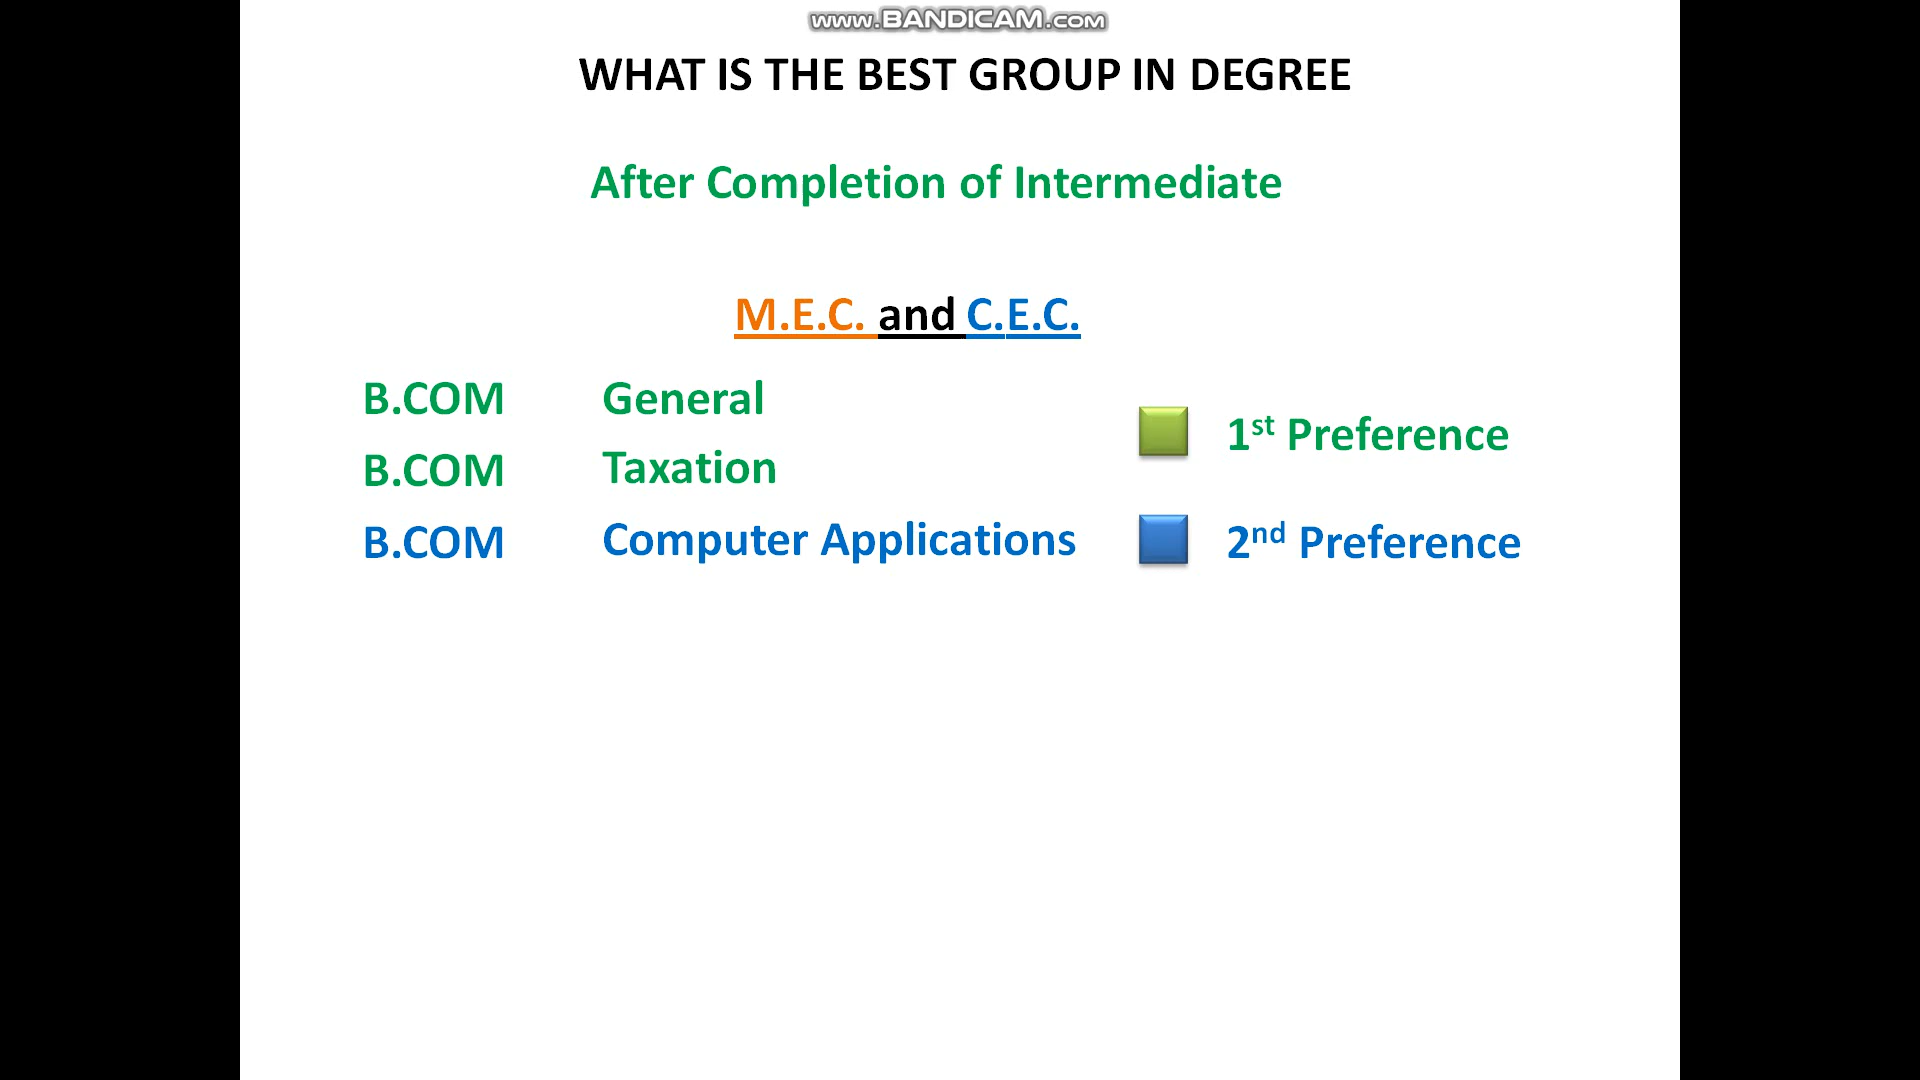 www.BANDICAM.com
WHAT IS THE BEST GROUP IN DEGREE
After Completion of Intermediate
M.E.C. and C.E.C.
B.COM General
B.COM Taxation
B.COM Computer Applications
1st Preference
2nd Preference